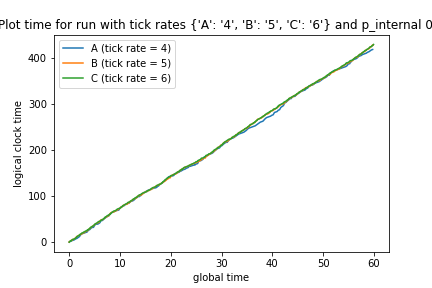 Plot time for run with tick rates {'A': '4', 'B': '5', 'C': '6'} and p_internal 0
A (tick rate = 4)
B (tick rate = 5)
C (tick rate = 6)
logical clock time
400
300
200
100
0
0 10 20 30 40 50 60
global time